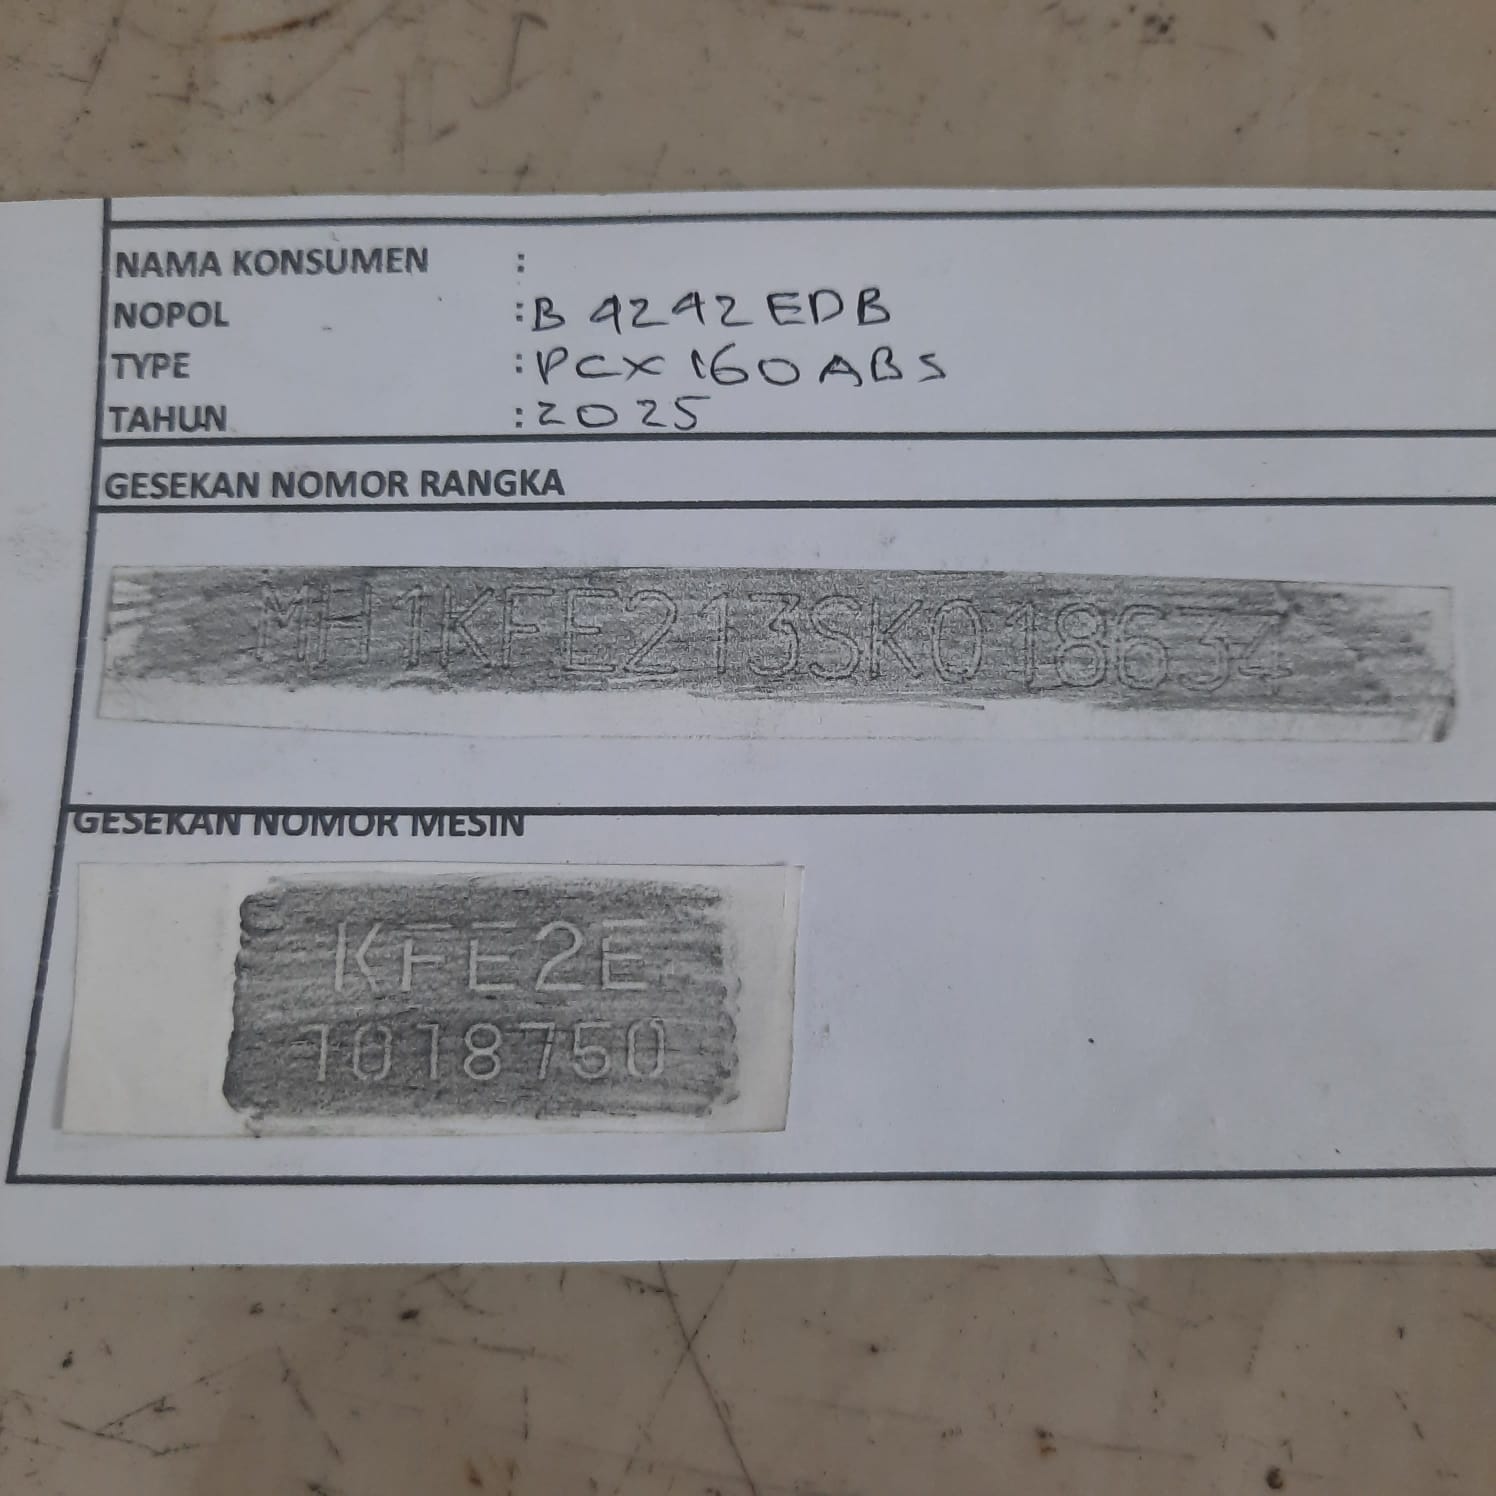 NAMA KONSUMEN :
NOPOL : B 4242 EDB
TYPE : PCX 160 ABS
TAHUN : 2025
GESEKAN NOMOR RANGKA
MH1KFE213SK018634
GESEKAN NOMOR MESIN
KFE2E
1018750